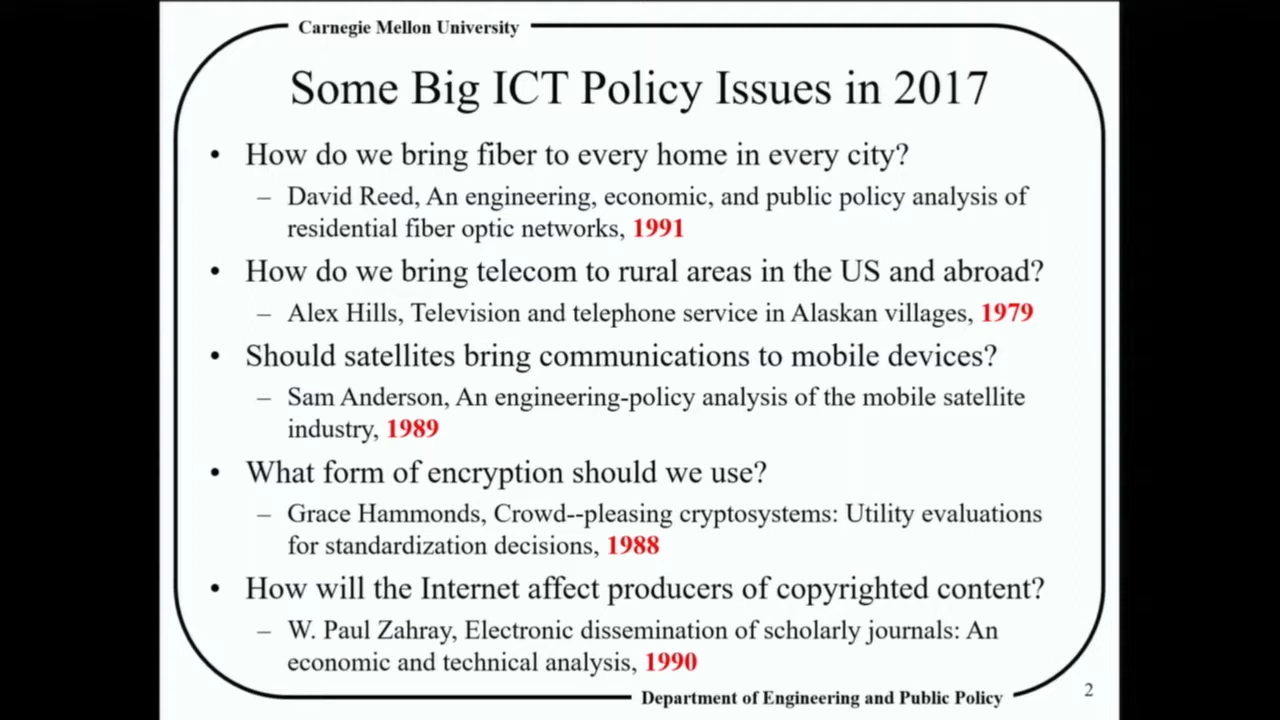 Carnegie Mellon University
Some Big ICT Policy Issues in 2017
• How do we bring fiber to every home in every city?
– David Reed, An engineering, economic, and public policy analysis of
residential fiber optic networks, 1991
• How do we bring telecom to rural areas in the US and abroad?
– Alex Hills, Television and telephone service in Alaskan villages, 1979
• Should satellites bring communications to mobile devices?
– Sam Anderson, An engineering-policy analysis of the mobile satellite
industry, 1989
• What form of encryption should we use?
– Grace Hammonds, Crowd--pleasing cryptosystems: Utility evaluations
for standardization decisions, 1988
• How will the Internet affect producers of copyrighted content?
– W. Paul Zahray, Electronic dissemination of scholarly journals: An
economic and technical analysis, 1990
Department of Engineering and Public Policy
2